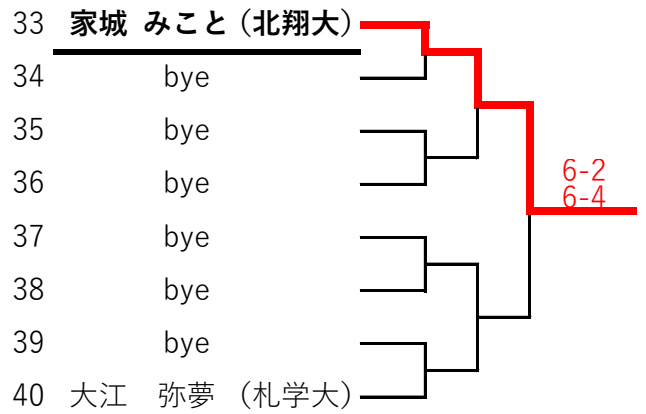 33 家城 みこと（北翔大）
34 bye
35 bye
36 bye
6-2
6-4
37 bye
38 bye
39 bye
40 大江 弥夢 （札学大）